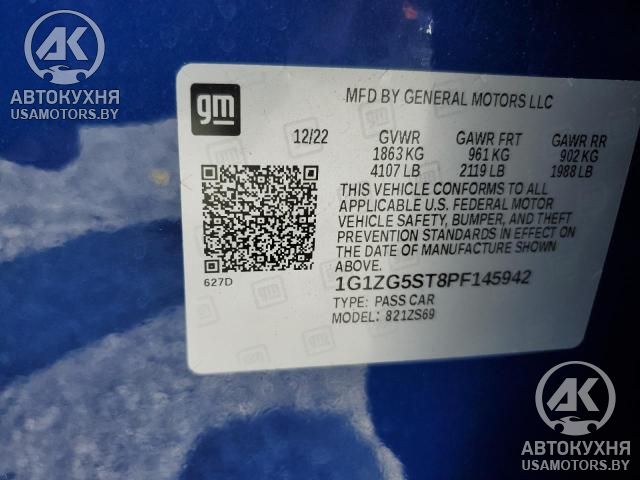 AK
АВТОКУХНЯ
USAMOTORS.BY
gm
MFD BY GENERAL MOTORS LLC
12/22 GVWR GAWR FRT GAWR RR
1863 KG 961 KG 902 KG
4107 LB 2119 LB 1988 LB
THIS VEHICLE CONFORMS TO ALL
APPLICABLE U.S. FEDERAL MOTOR
VEHICLE SAFETY, BUMPER, AND THEFT
PREVENTION STANDARDS IN EFFECT ON
THE DATE OF MANUFACTURE SHOWN
ABOVE.
627D
1G1ZG5ST8PF145942
TYPE: PASS CAR
MODEL: 821ZS69
AK
АВТОКУХНЯ
USAMOTORS.BY